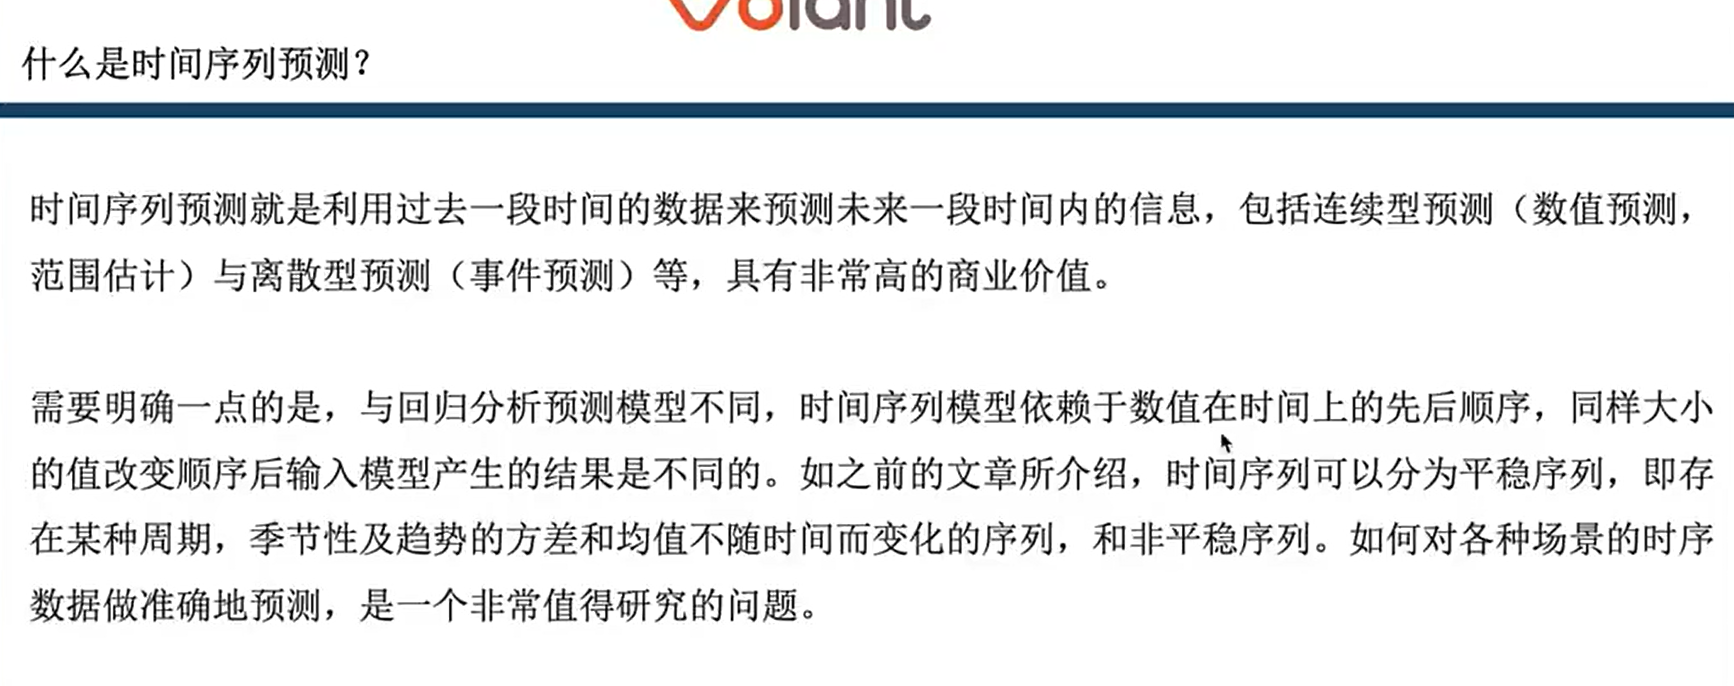 什么是时间序列预测？
时间序列预测就是利用过去一段时间的数据来预测未来一段时间内的信息，包括连续型预测（数值预测，
范围估计）与离散型预测（事件预测）等，具有非常高的商业价值。
需要明确一点的是，与回归分析预测模型不同，时间序列模型依赖于数值在时间上的先后顺序，同样大小
的值改变顺序后输入模型产生的结果是不同的。如之前的文章所介绍，时间序列可以分为平稳序列，即存
在某种周期，季节性及趋势的方差和均值不随时间而变化的序列，和非平稳序列。如何对各种场景的时序
数据做准确地预测，是一个非常值得研究的问题。